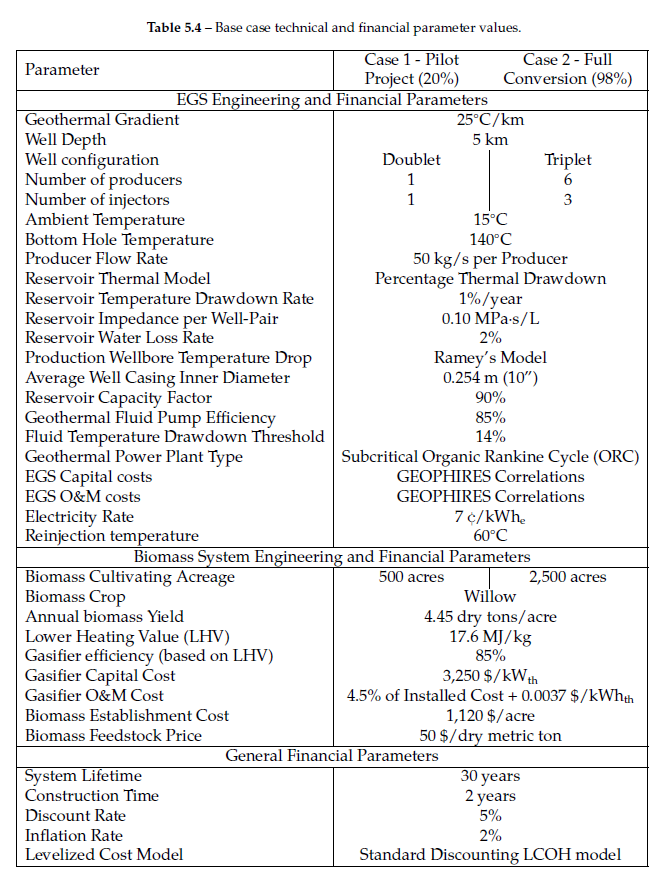 Table 5.4 – Base case technical and financial parameter values.
Parameter Case 1 - Pilot Project (20%) Case 2 - Full Conversion (98%)
EGS Engineering and Financial Parameters
Geothermal Gradient 25°C/km
Well Depth 5 km
Well configuration Doublet Triplet
Number of producers 1 6
Number of injectors 1 3
Ambient Temperature 15°C
Bottom Hole Temperature 140°C
Producer Flow Rate 50 kg/s per Producer
Reservoir Thermal Model Percentage Thermal Drawdown
Reservoir Temperature Drawdown Rate 1%/year
Reservoir Impedance per Well-Pair 0.10 MPa·s/L
Reservoir Water Loss Rate 2%
Production Wellbore Temperature Drop Ramey's Model
Average Well Casing Inner Diameter 0.254 m (10″)
Reservoir Capacity Factor 90%
Geothermal Fluid Pump Efficiency 85%
Fluid Temperature Drawdown Threshold 14%
Geothermal Power Plant Type Subcritical Organic Rankine Cycle (ORC)
EGS Capital costs GEOPHIRES Correlations
EGS O&M costs GEOPHIRES Correlations
Electricity Rate 7 ¢/kWhe
Reinjection temperature 60°C
Biomass System Engineering and Financial Parameters
Biomass Cultivating Acreage 500 acres 2,500 acres
Biomass Crop Willow
Annual biomass Yield 4.45 dry tons/acre
Lower Heating Value (LHV) 17.6 MJ/kg
Gasifier efficiency (based on LHV) 85%
Gasifier Capital Cost 3,250 $/kWth
Gasifier O&M Cost 4.5% of Installed Cost + 0.0037 $/kWhth
Biomass Establishment Cost 1,120 $/acre
Biomass Feedstock Price 50 $/dry metric ton
General Financial Parameters
System Lifetime 30 years
Construction Time 2 years
Discount Rate 5%
Inflation Rate 2%
Levelized Cost Model Standard Discounting LCOH model